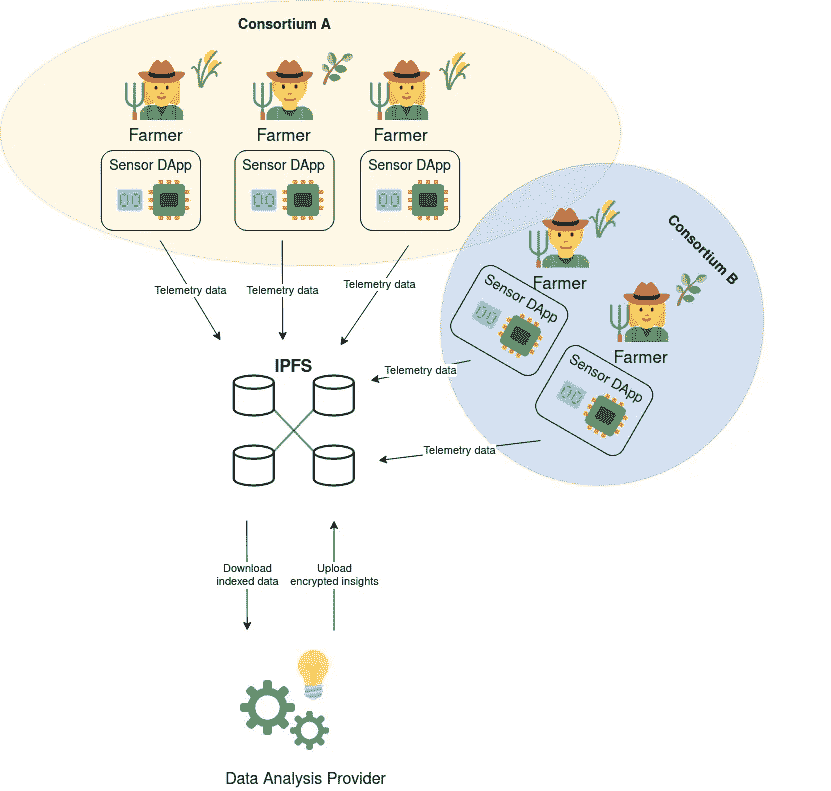 Consortium A
Farmer
Farmer
Farmer
Sensor DApp
Sensor DApp
Sensor DApp
Consortium B
Farmer
Sensor DApp
Farmer
Sensor DApp
Telemetry data
Telemetry data
Telemetry data
IPFS
Telemetry data
Telemetry data
Download
indexed data
Upload
encrypted insights
Data Analysis Provider